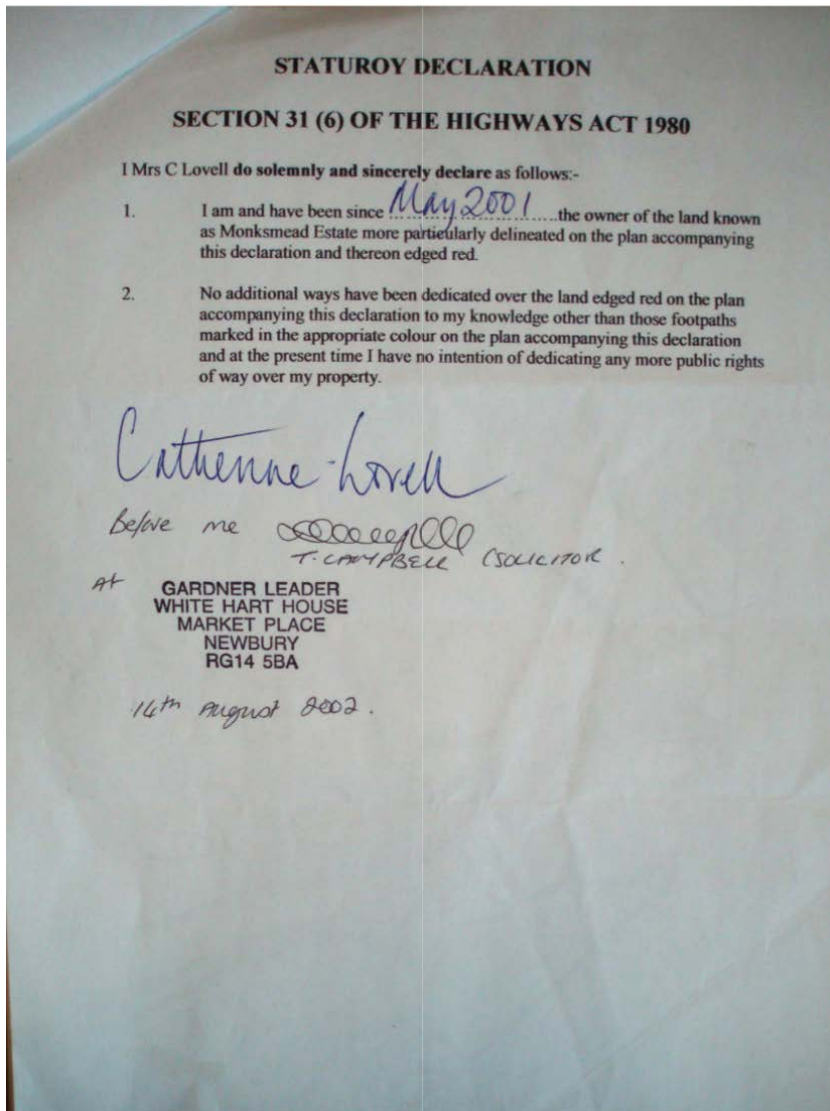 STATUROY DECLARATION
SECTION 31 (6) OF THE HIGHWAYS ACT 1980
I Mrs C Lovell do solemnly and sincerely declare as follows:-
1. I am and have been since May 2001 the owner of the land known
as Monksmead Estate more particularly delineated on the plan accompanying
this declaration and thereon edged red.
2. No additional ways have been dedicated over the land edged red on the plan
accompanying this declaration to my knowledge other than those footpaths
marked in the appropriate colour on the plan accompanying this declaration
and at the present time I have no intention of dedicating any more public rights
of way over my property.
Catherine Lovell
Before me
T. CAMPBELL (SOLICITOR.
At
GARDNER LEADER
WHITE HART HOUSE
MARKET PLACE
NEWBURY
RG14 5BA
14th August 2002.